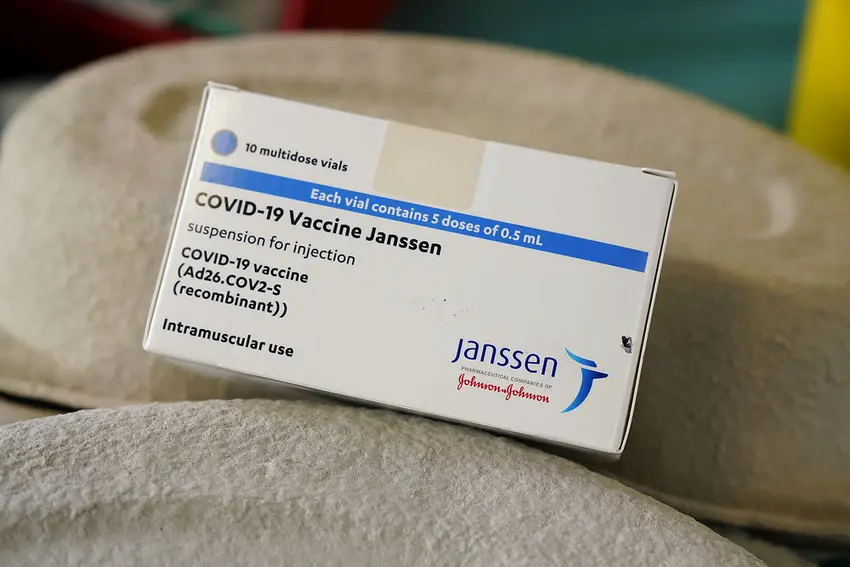 10 multidose vials
Each vial contains 5 doses of 0.5 mL
COVID-19 Vaccine Janssen
suspension for injection
COVID-19 vaccine
(Ad26.COV2-S
(recombinant))
Intramuscular use
Janssen
PHARMACEUTICAL COMPANIES OF
Johnson&Johnson